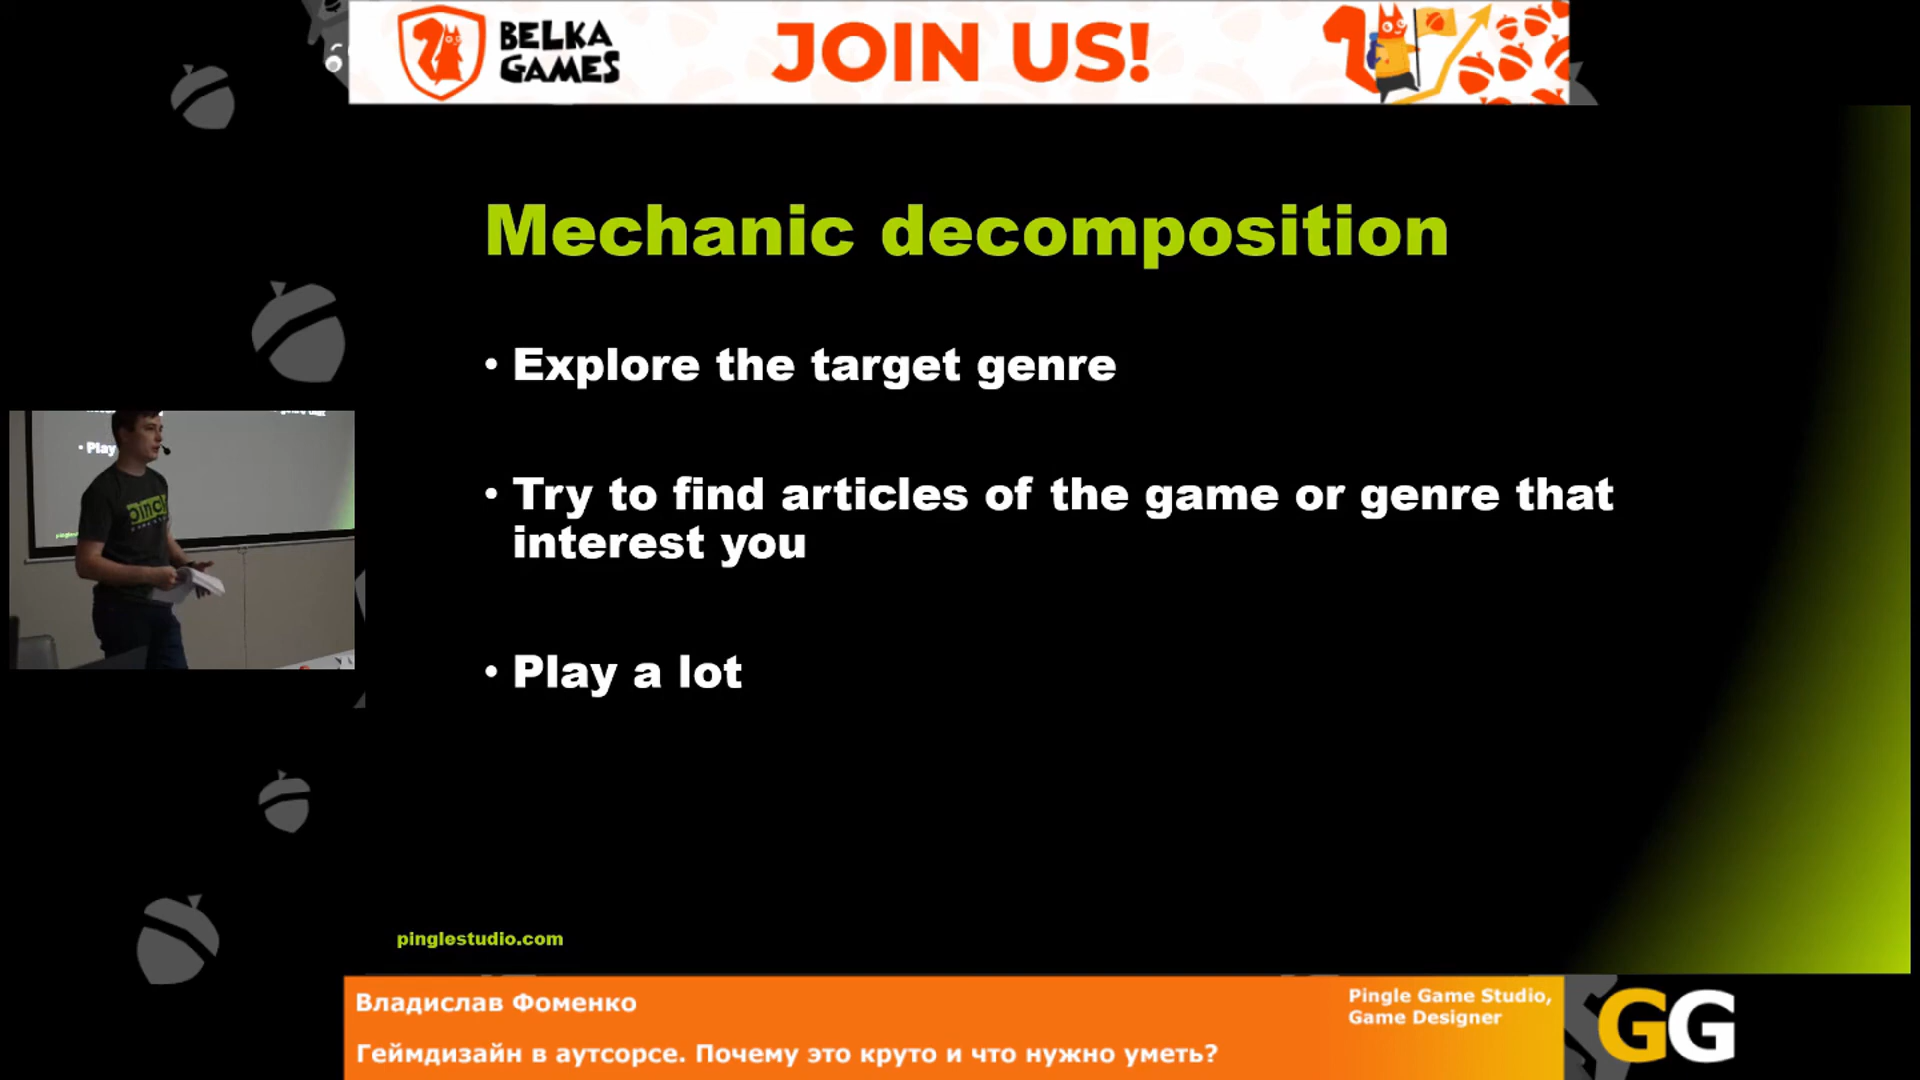 BELKA
GAMES
JOIN US!
Mechanic decomposition
• Explore the target genre
• Try to find articles of the game or genre that
interest you
• Play a lot
• Play
pinglestudio.com
Владислав Фоменко
Pingle Game Studio,
Game Designer
Геймдизайн в аутсорсе. Почему это круто и что нужно уметь?
GG